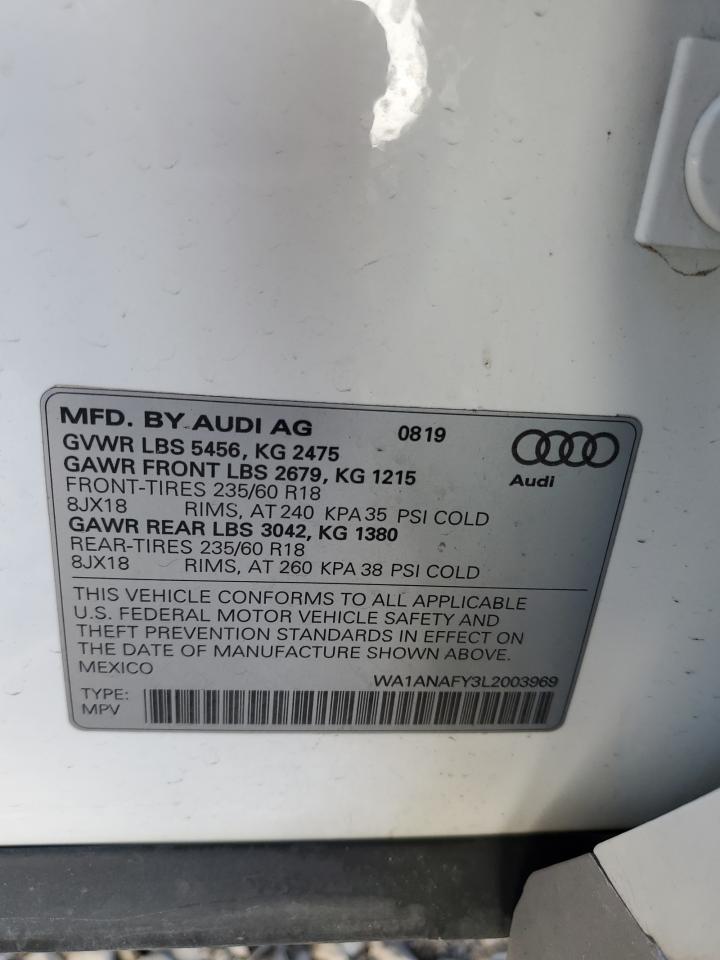 MFD. BY AUDI AG 0819
GVWR LBS 5456, KG 2475
GAWR FRONT LBS 2679, KG 1215
FRONT-TIRES 235/60 R18
8JX18 RIMS, AT 240 KPA 35 PSI COLD
GAWR REAR LBS 3042, KG 1380
REAR-TIRES 235/60 R18
8JX18 RIMS, AT 260 KPA 38 PSI COLD
Audi
THIS VEHICLE CONFORMS TO ALL APPLICABLE
U.S. FEDERAL MOTOR VEHICLE SAFETY AND
THEFT PREVENTION STANDARDS IN EFFECT ON
THE DATE OF MANUFACTURE SHOWN ABOVE.
MEXICO WA1ANAFY3L2003969
TYPE:
MPV